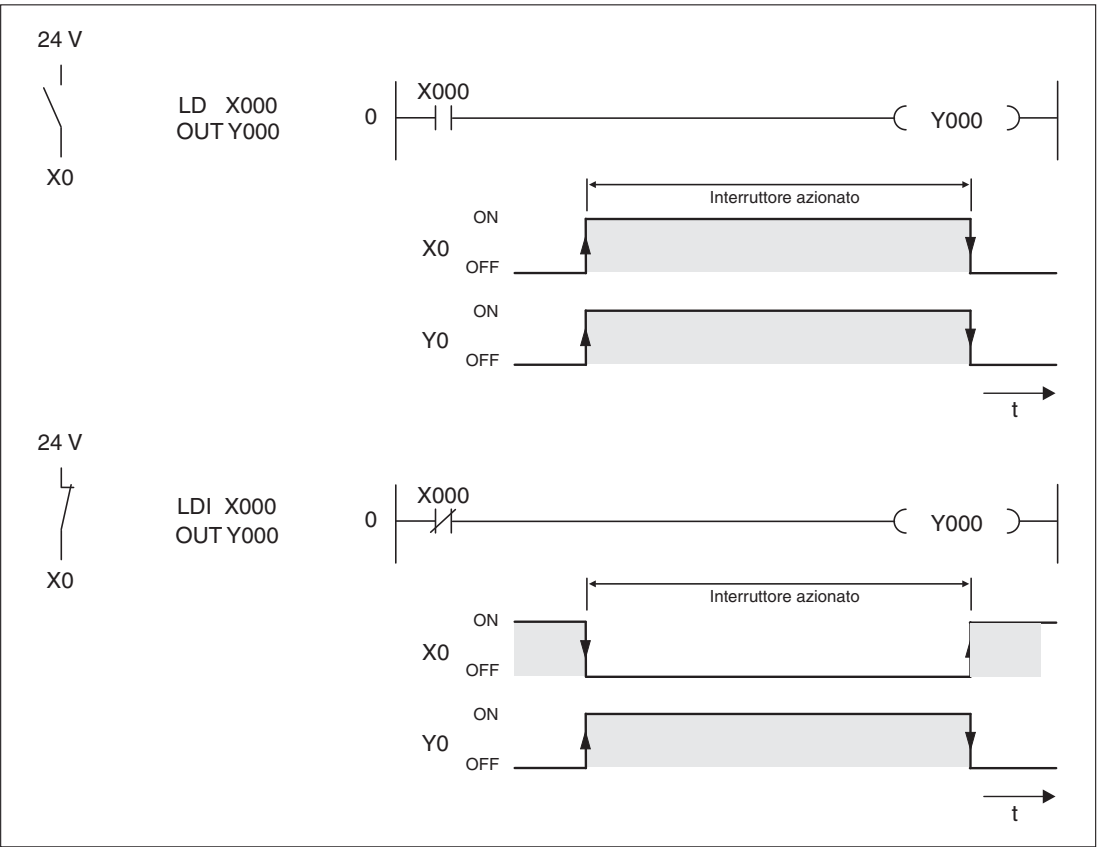 24 V
X0
LD X000
OUT Y000
0
X000
Y000
Interruttore azionato
X0
ON
OFF
Y0
ON
OFF
t
24 V
X0
LDI X000
OUT Y000
0
X000
Y000
Interruttore azionato
X0
ON
OFF
Y0
ON
OFF
t